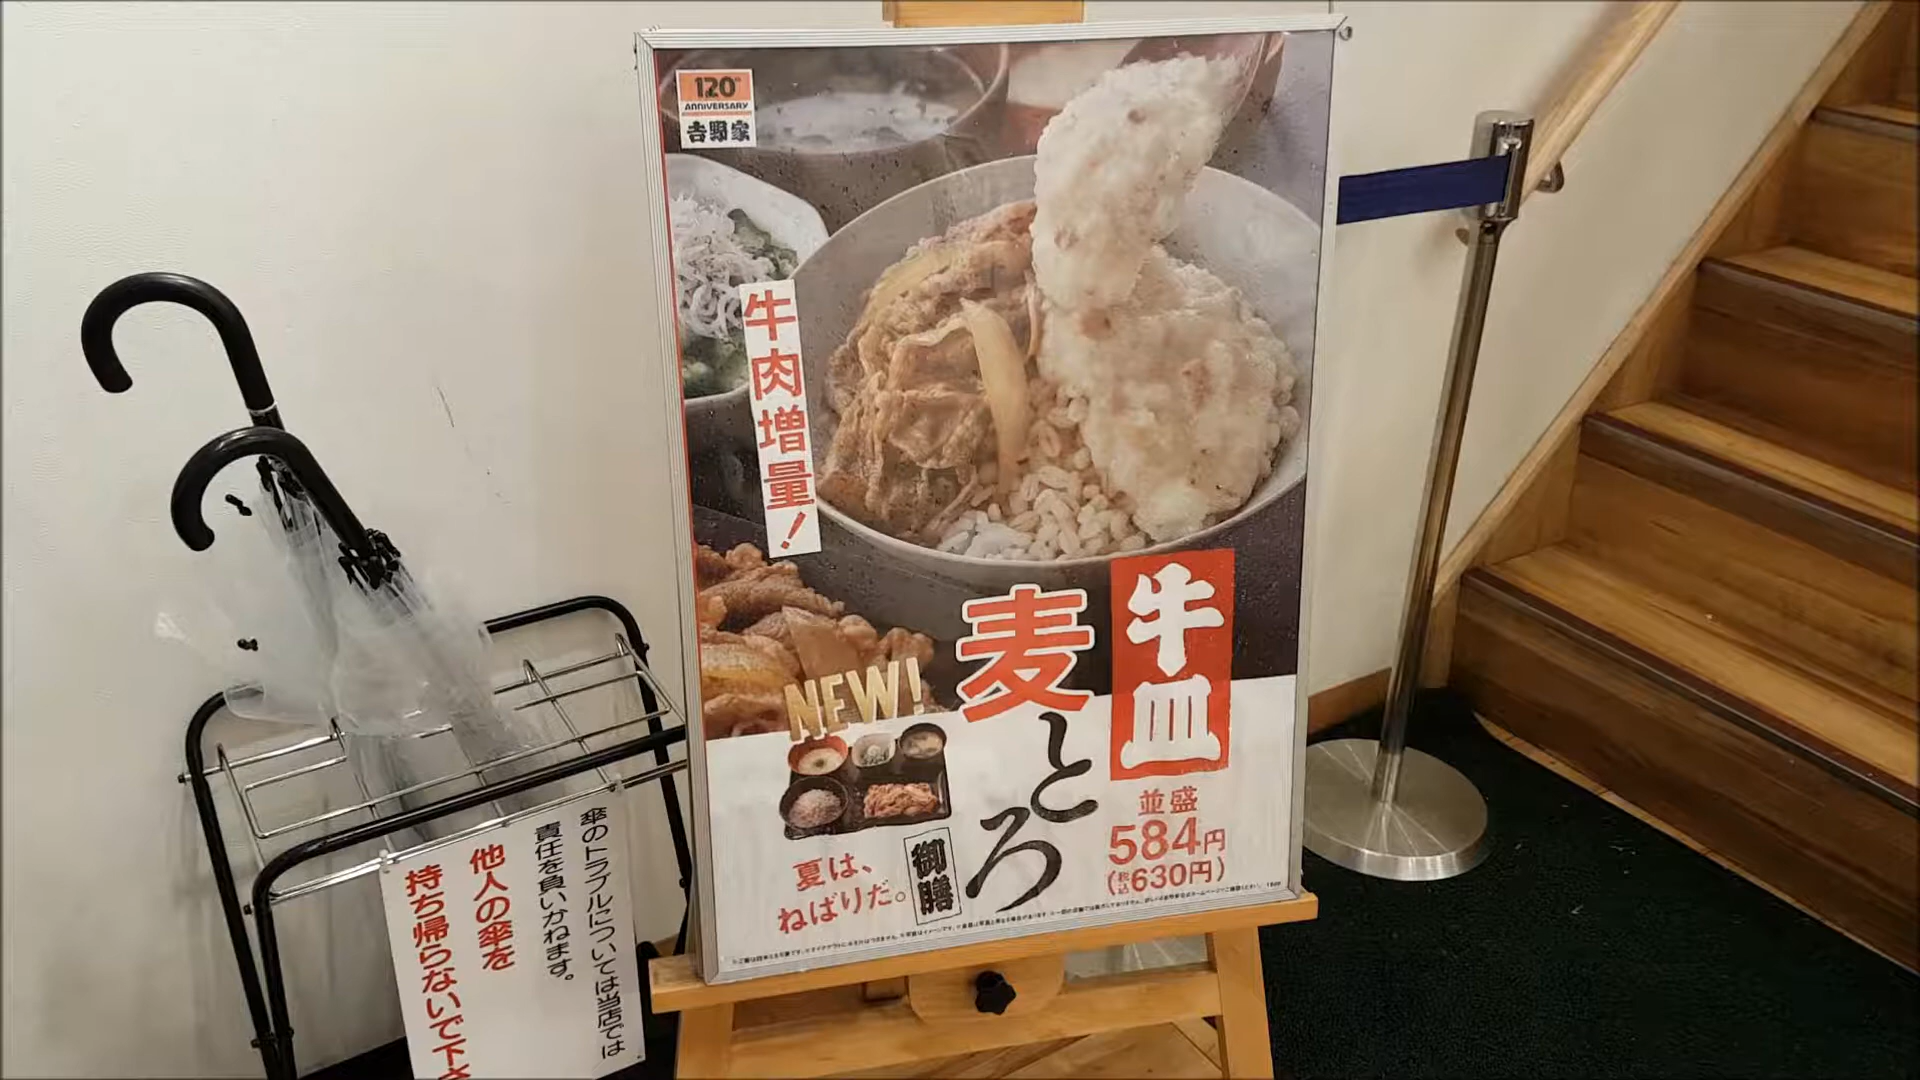 120th
ANNIVERSARY
吉野家
牛肉増量!
牛皿
麦とろ
御膳
NEW!
並盛
584円
(税込630円)
夏は、
ねばりだ。
傘のトラブルについては当店では
責任を負いかねます。
他人の傘を
持ち帰らないで下さ